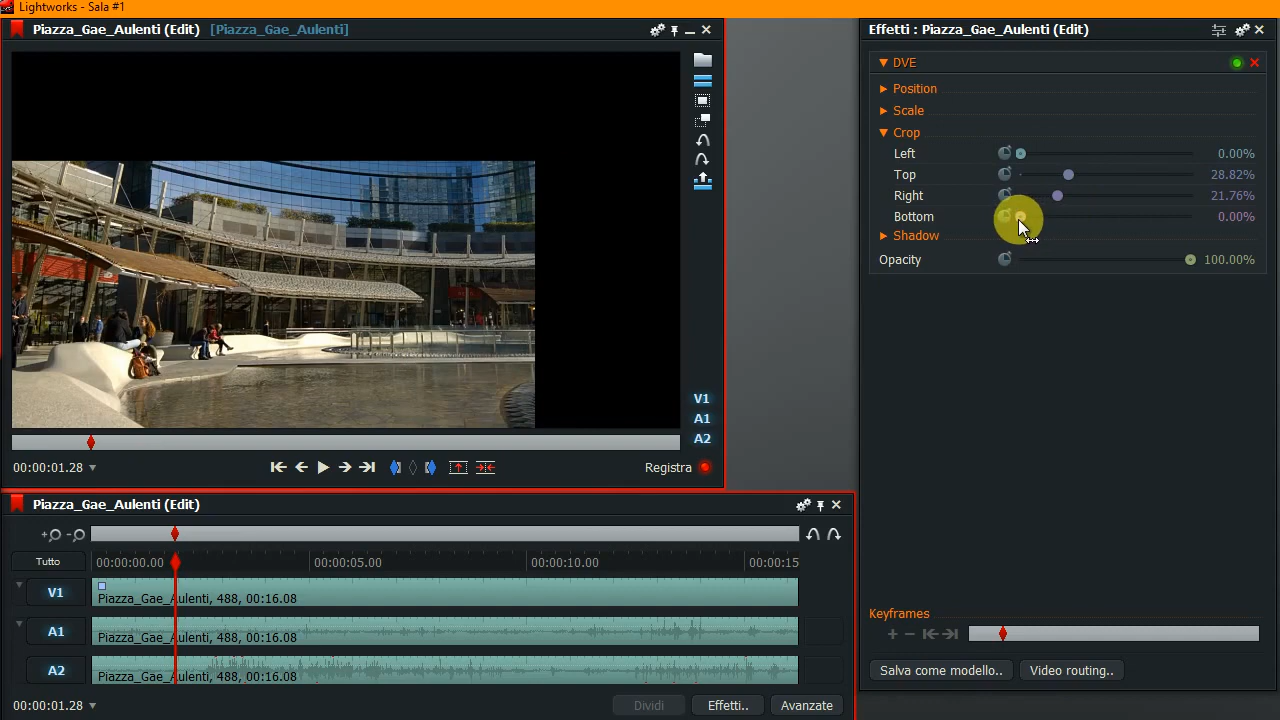 Lightworks - Sala #1
Piazza_Gae_Aulenti (Edit) [Piazza_Gae_Aulenti]
V1
A1
A2
00:00:01.28
Registra
Piazza_Gae_Aulenti (Edit)
Tutto
00:00:00.00 00:00:05.00 00:00:10.00 00:00:15
V1
Piazza_Gae_Aulenti, 488, 00:16.08
A1
Piazza_Gae_Aulenti, 488, 00:16.08
A2
Piazza_Gae_Aulenti, 488, 00:16.08
00:00:01.28
Dividi Effetti.. Avanzate
Effetti : Piazza_Gae_Aulenti (Edit)
DVE
Position
Scale
Crop
Left 0.00%
Top 28.82%
Right 21.76%
Bottom 0.00%
Shadow
Opacity 100.00%
Keyframes
Salva come modello.. Video routing..